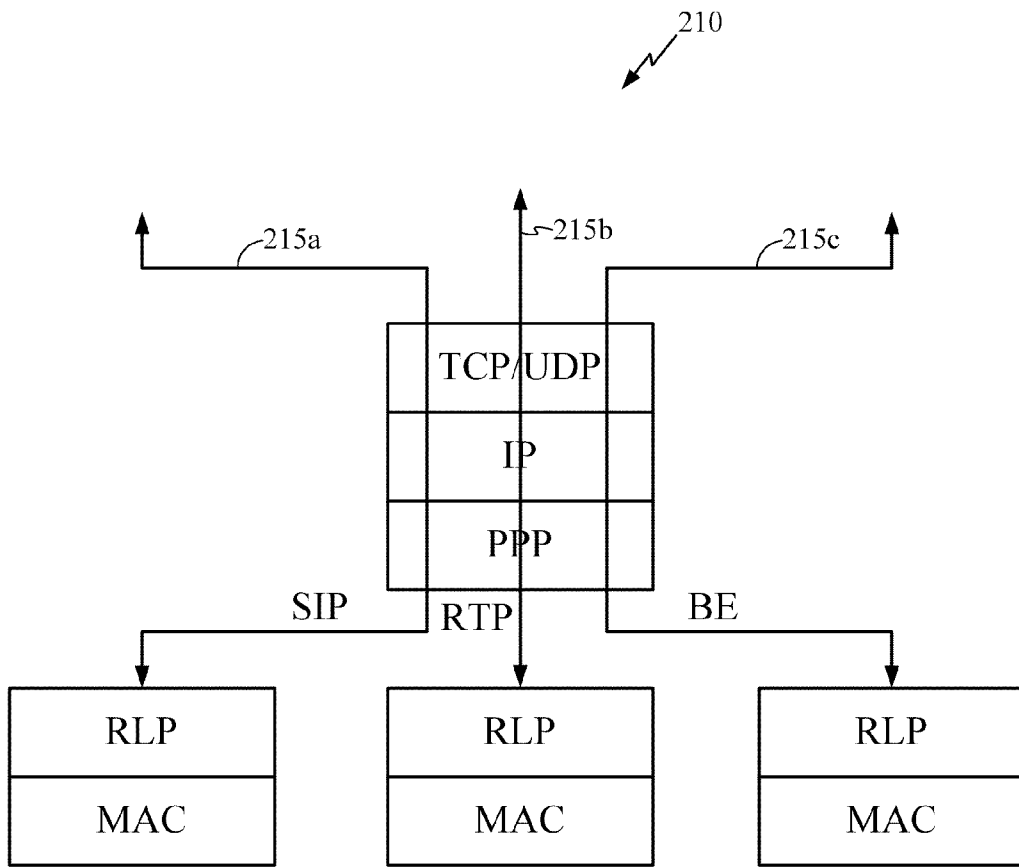 210
215a
215b
215c
TCP/UDP
IP
PPP
SIP
RTP
BE
RLP
RLP
RLP
MAC
MAC
MAC